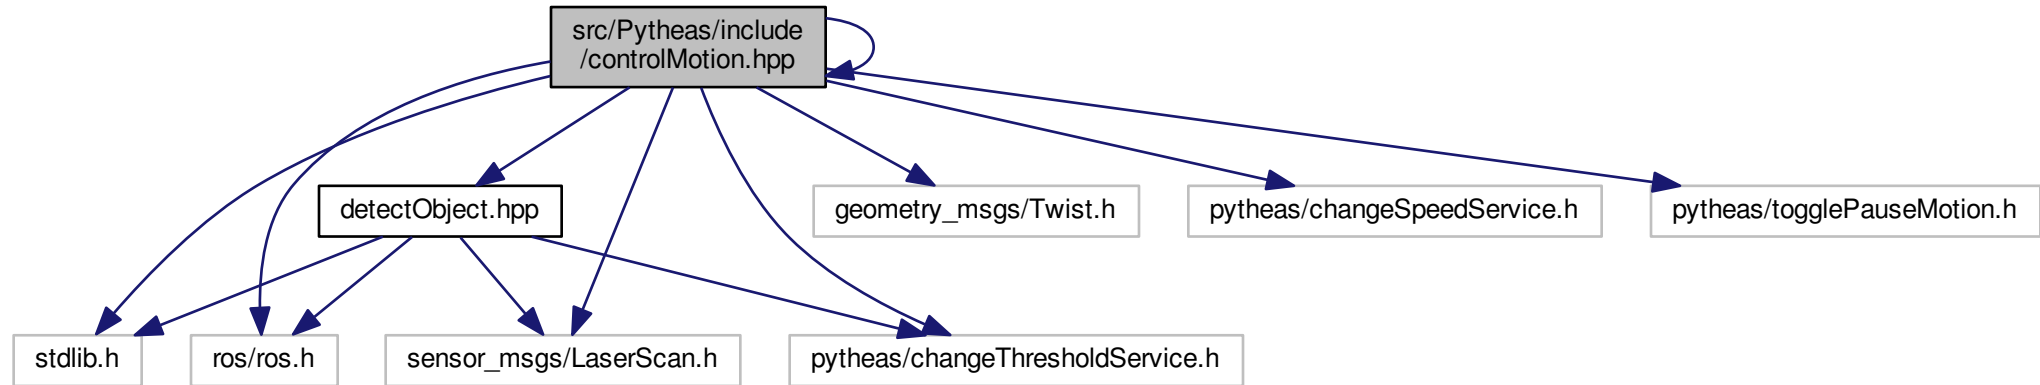 src/Pytheas/include
/controlMotion.hpp
detectObject.hpp
geometry_msgs/Twist.h
pytheas/changeSpeedService.h
pytheas/togglePauseMotion.h
stdlib.h
ros/ros.h
sensor_msgs/LaserScan.h
pytheas/changeThresholdService.h